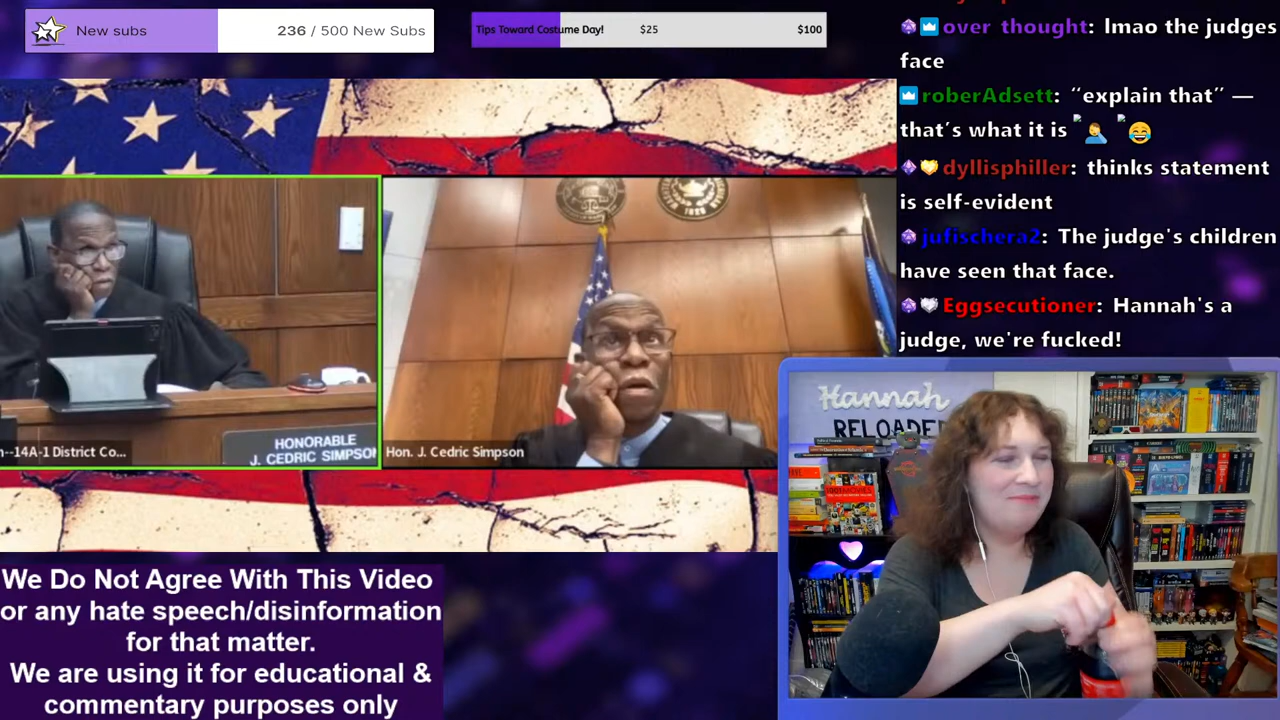 New subs
236 / 500 New Subs
Tips Toward Costume Day!
$25
$100
over thought: lmao the judges
face
roberAdsett: “explain that” —
that’s what it is 🤦‍♂️ 😂
dyllisphiller: thinks statement
is self-evident
jufischera2: The judge's children
have seen that face.
Eggsecutioner: Hannah's a
judge, we're fucked!
HONORABLE
J. CEDRIC SIMPSON
n--14A-1 District Co...
Hon. J. Cedric Simpson
Hannah
RELOADED
We Do Not Agree With This Video
or any hate speech/disinformation
for that matter.
We are using it for educational &
commentary purposes only